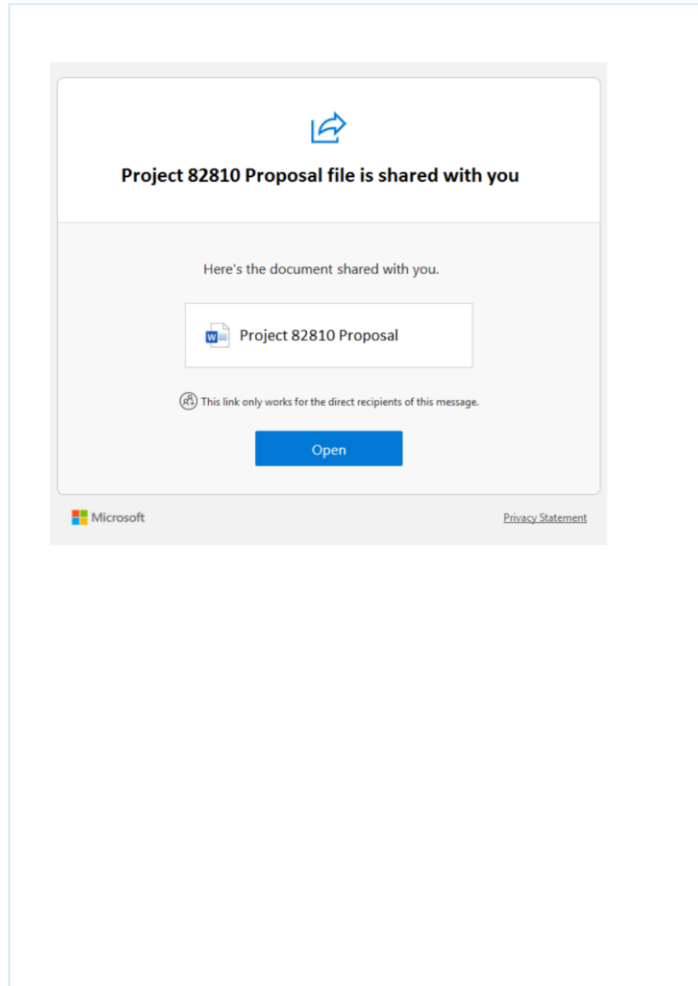 Project 82810 Proposal file is shared with you
Here's the document shared with you.
W
Project 82810 Proposal
This link only works for the direct recipients of this message.
Open
Microsoft
Privacy Statement